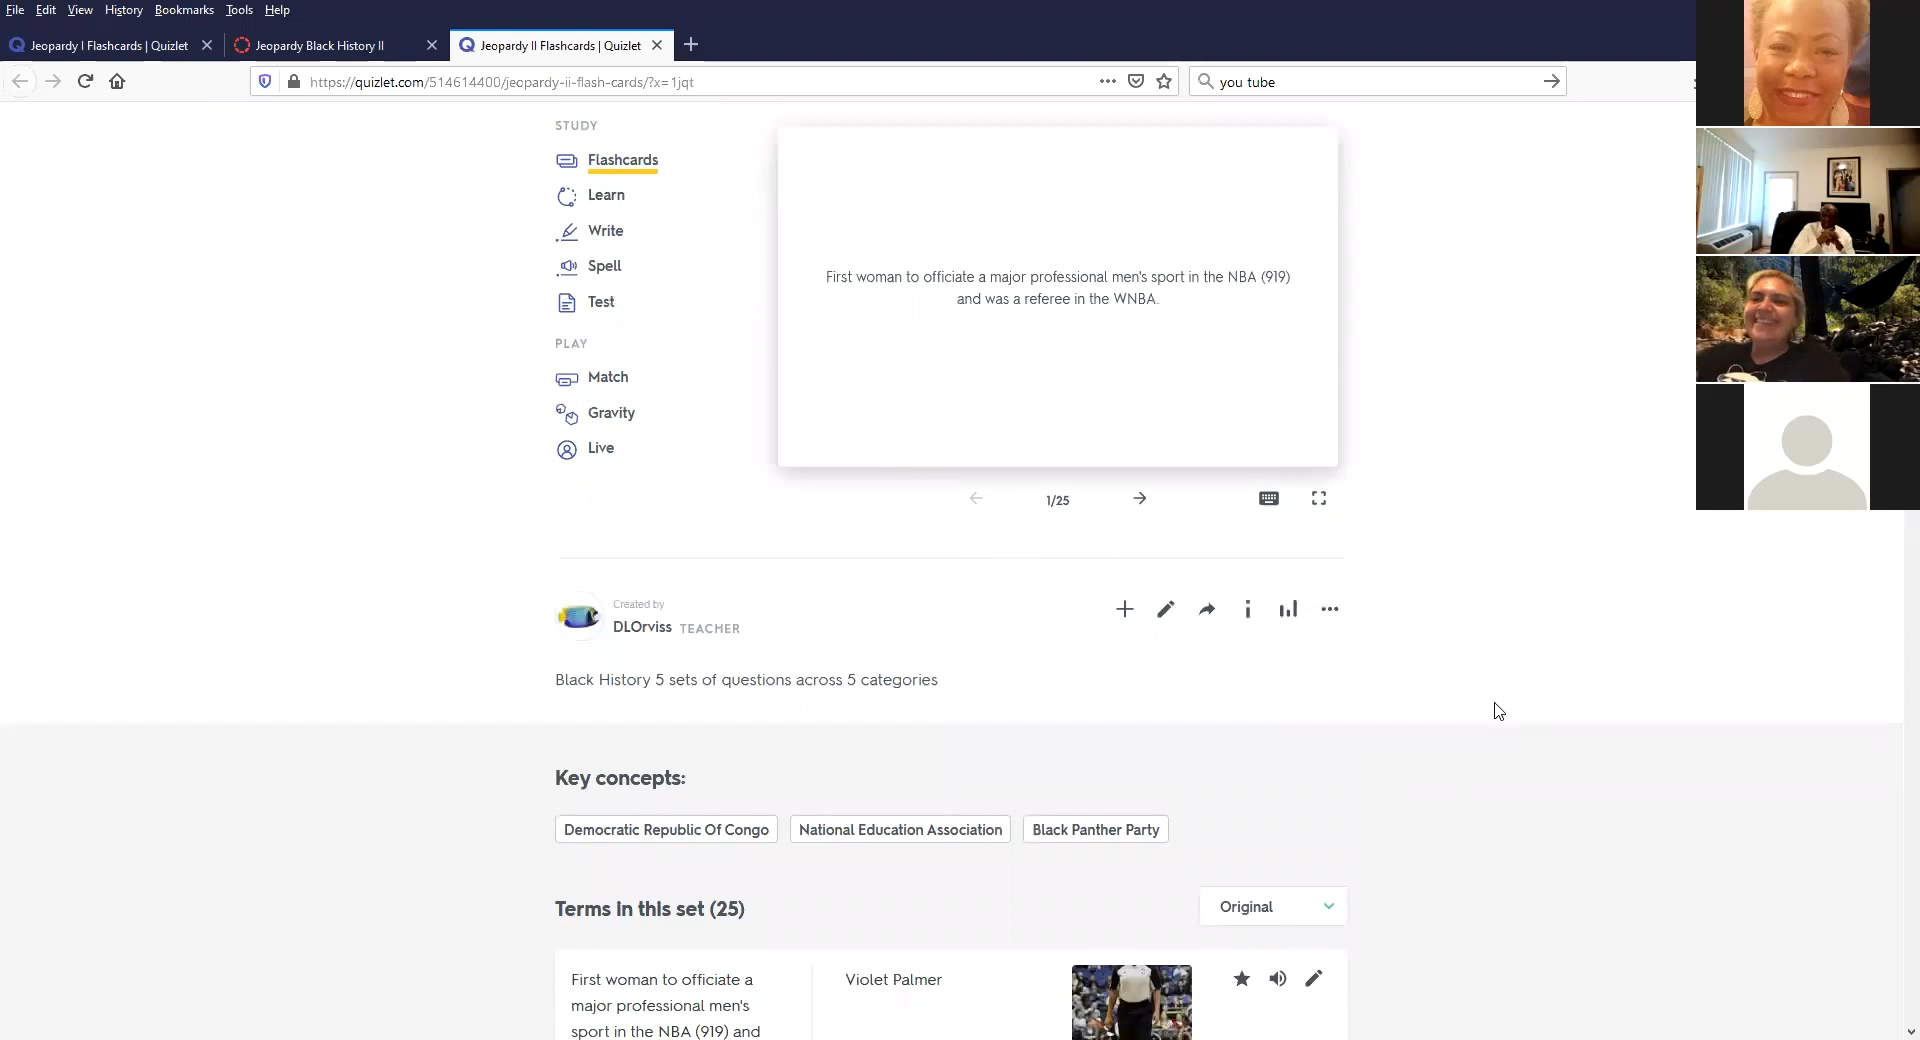 File Edit View History Bookmarks Tools Help
Jeopardy I Flashcards | Quizlet
Jeopardy Black History II
Jeopardy II Flashcards | Quizlet
https://quizlet.com/514614400/jeopardy-ii-flash-cards/?x=1jqt
you tube
STUDY
Flashcards
Learn
Write
Spell
Test
PLAY
Match
Gravity
Live
First woman to officiate a major professional men's sport in the NBA (919)
and was a referee in the WNBA.
1/25
Created by
DLOrviss TEACHER
Black History 5 sets of questions across 5 categories
Key concepts:
Democratic Republic Of Congo
National Education Association
Black Panther Party
Terms in this set (25)
Original
First woman to officiate a
major professional men's
sport in the NBA (919) and
Violet Palmer